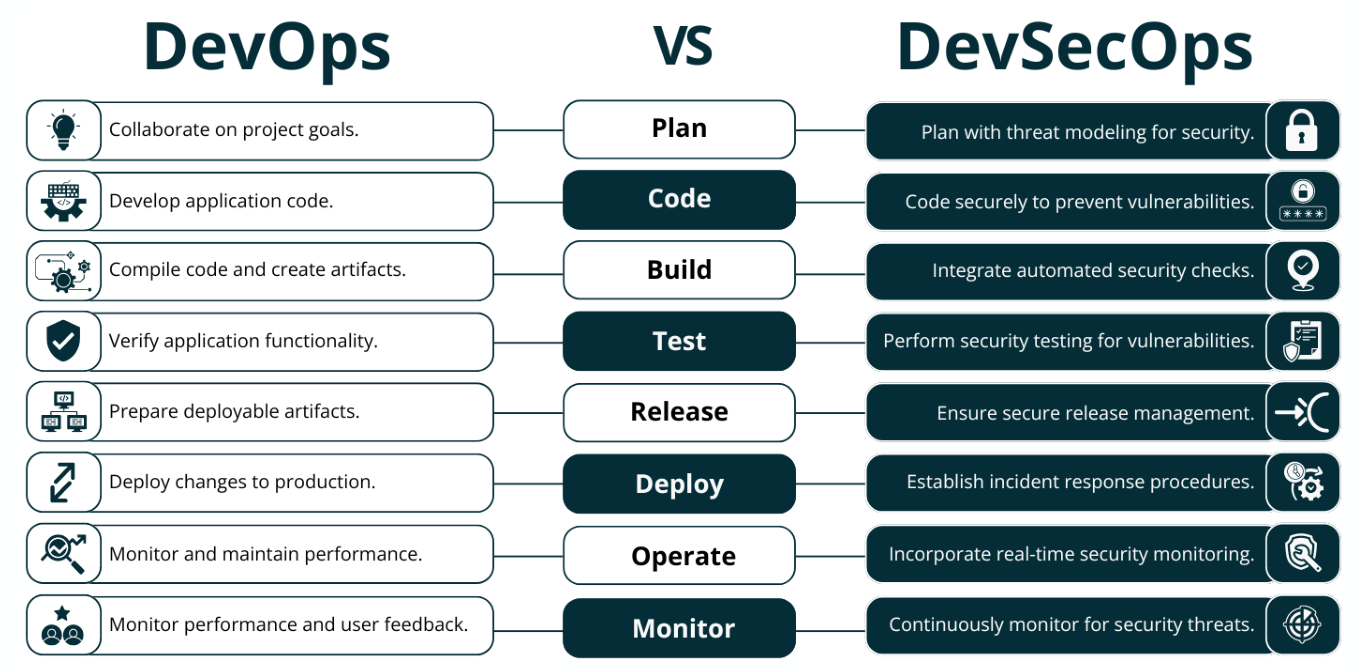 DevOps VS DevSecOps
Collaborate on project goals. Plan Plan with threat modeling for security.
Develop application code. Code Code securely to prevent vulnerabilities.
Compile code and create artifacts. Build Integrate automated security checks.
Verify application functionality. Test Perform security testing for vulnerabilities.
Prepare deployable artifacts. Release Ensure secure release management.
Deploy changes to production. Deploy Establish incident response procedures.
Monitor and maintain performance. Operate Incorporate real-time security monitoring.
Monitor performance and user feedback. Monitor Continuously monitor for security threats.